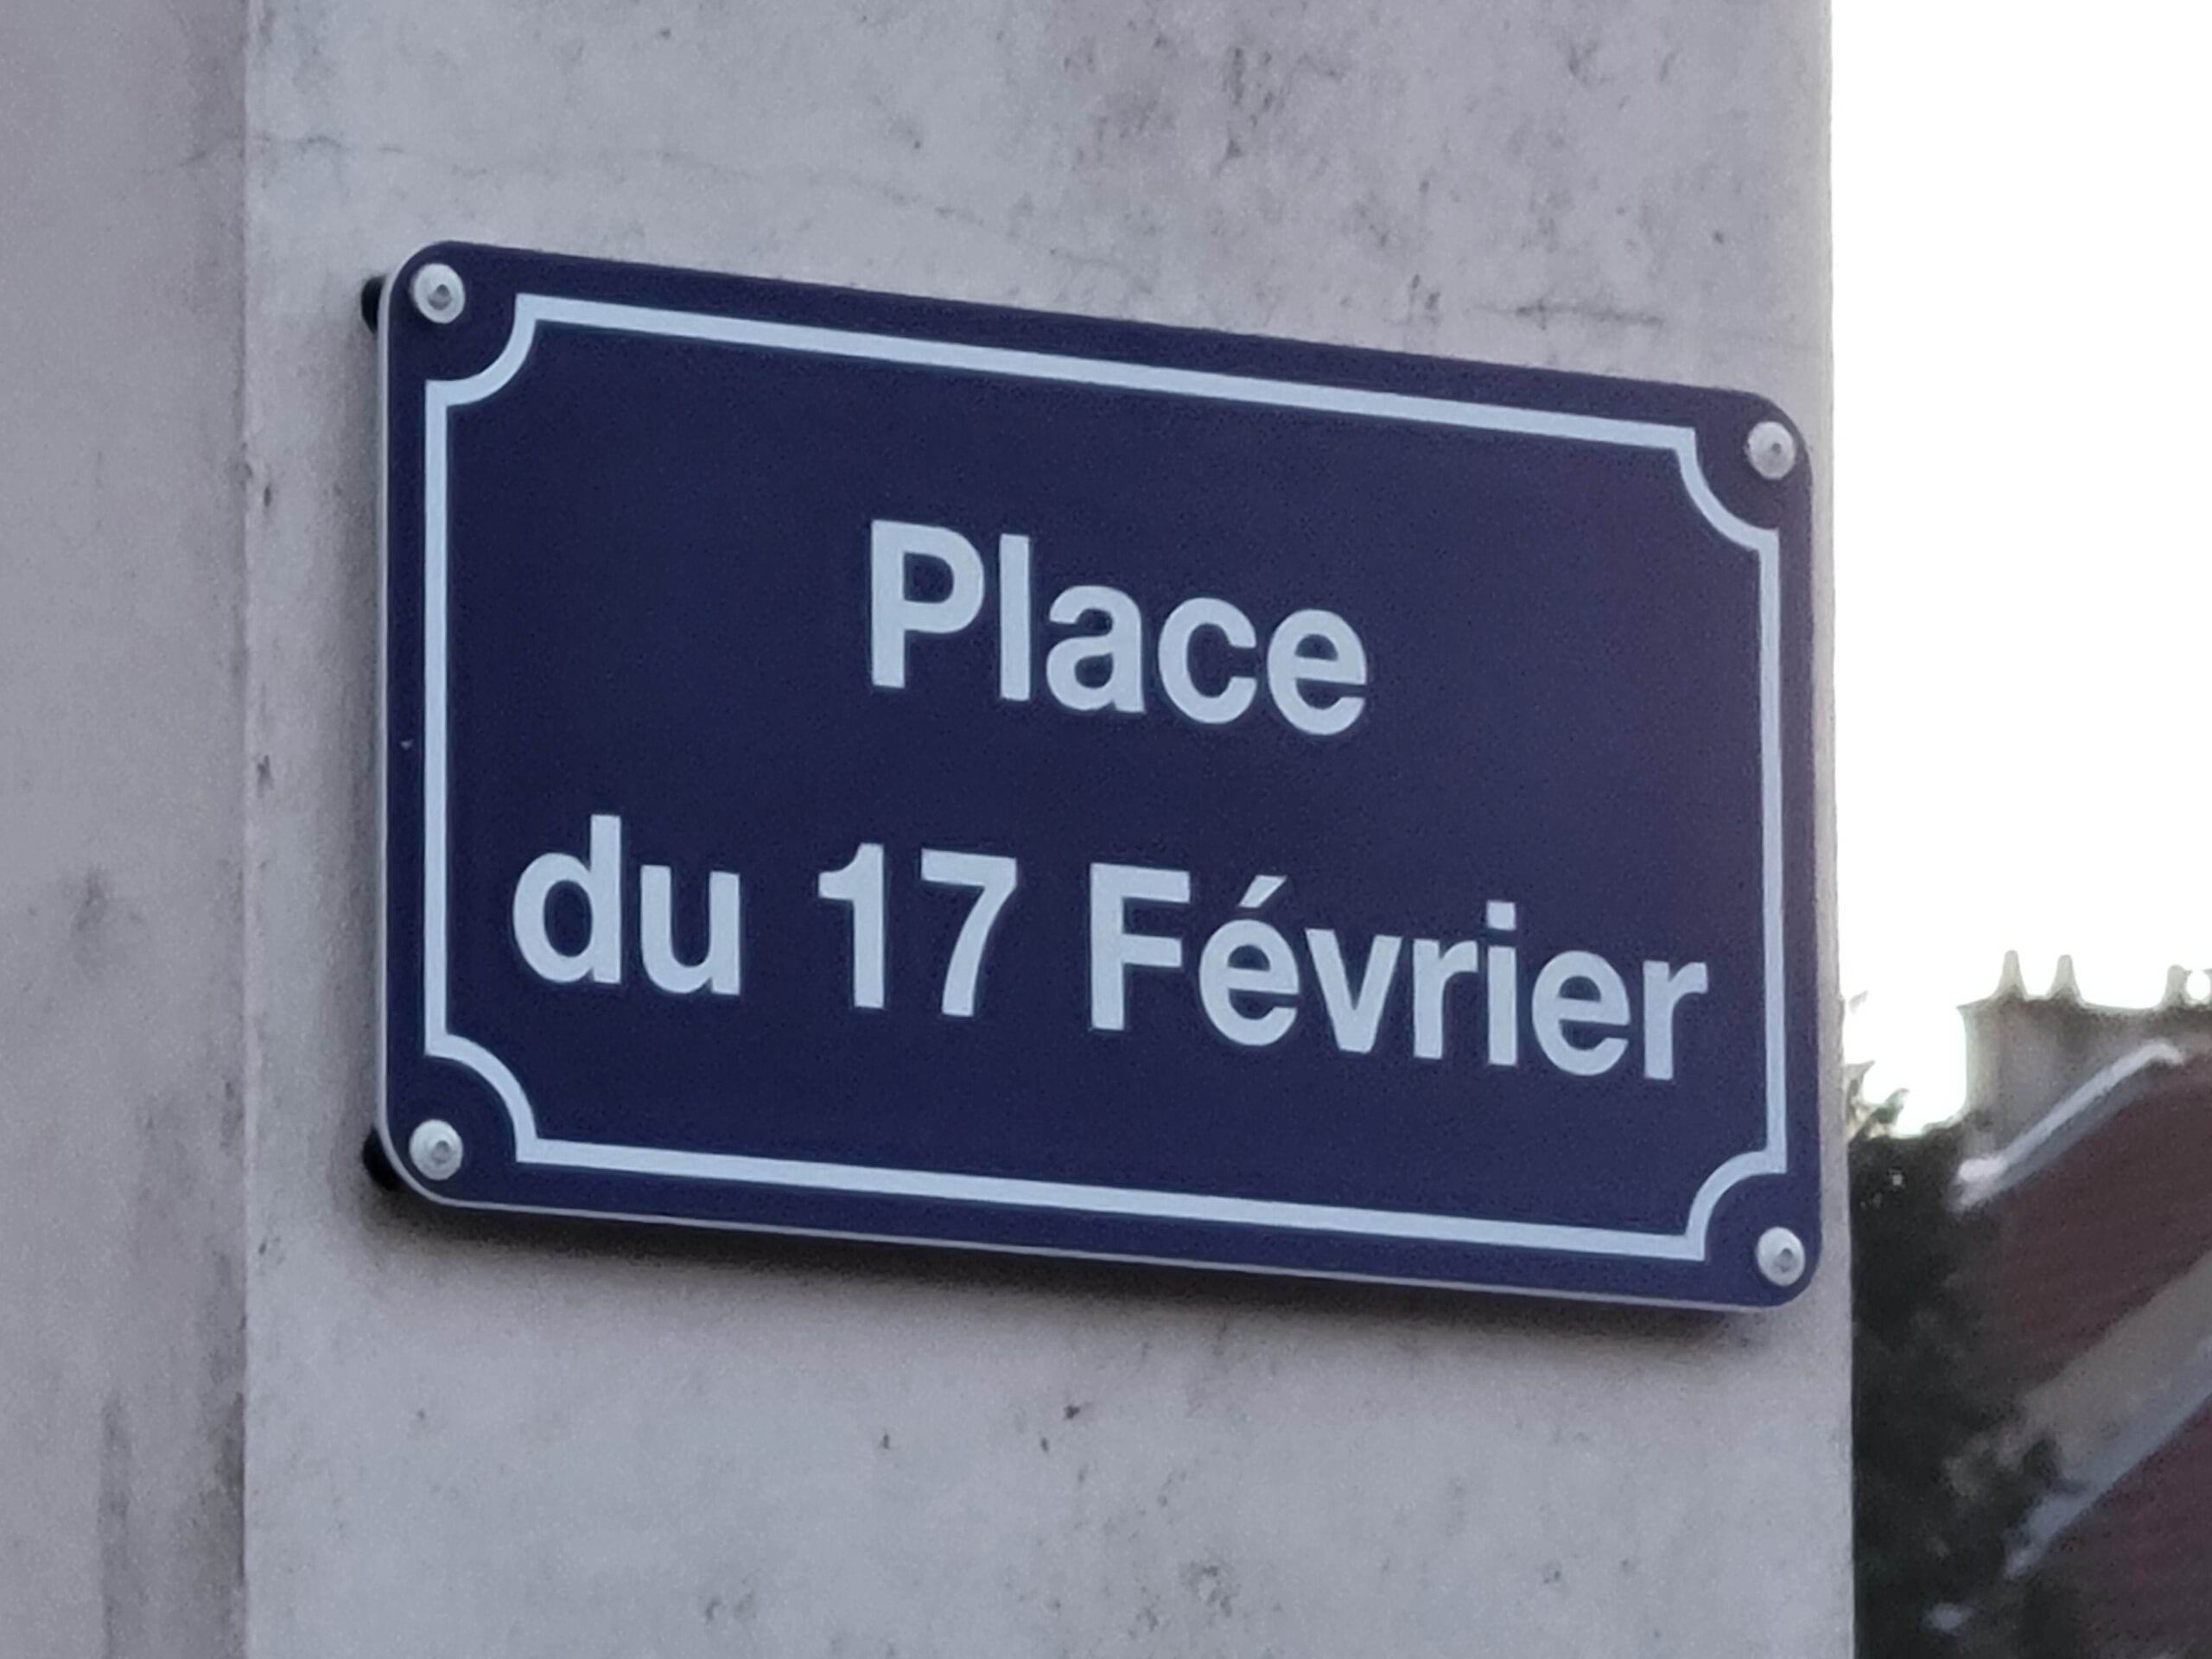 Place
du 17 Février